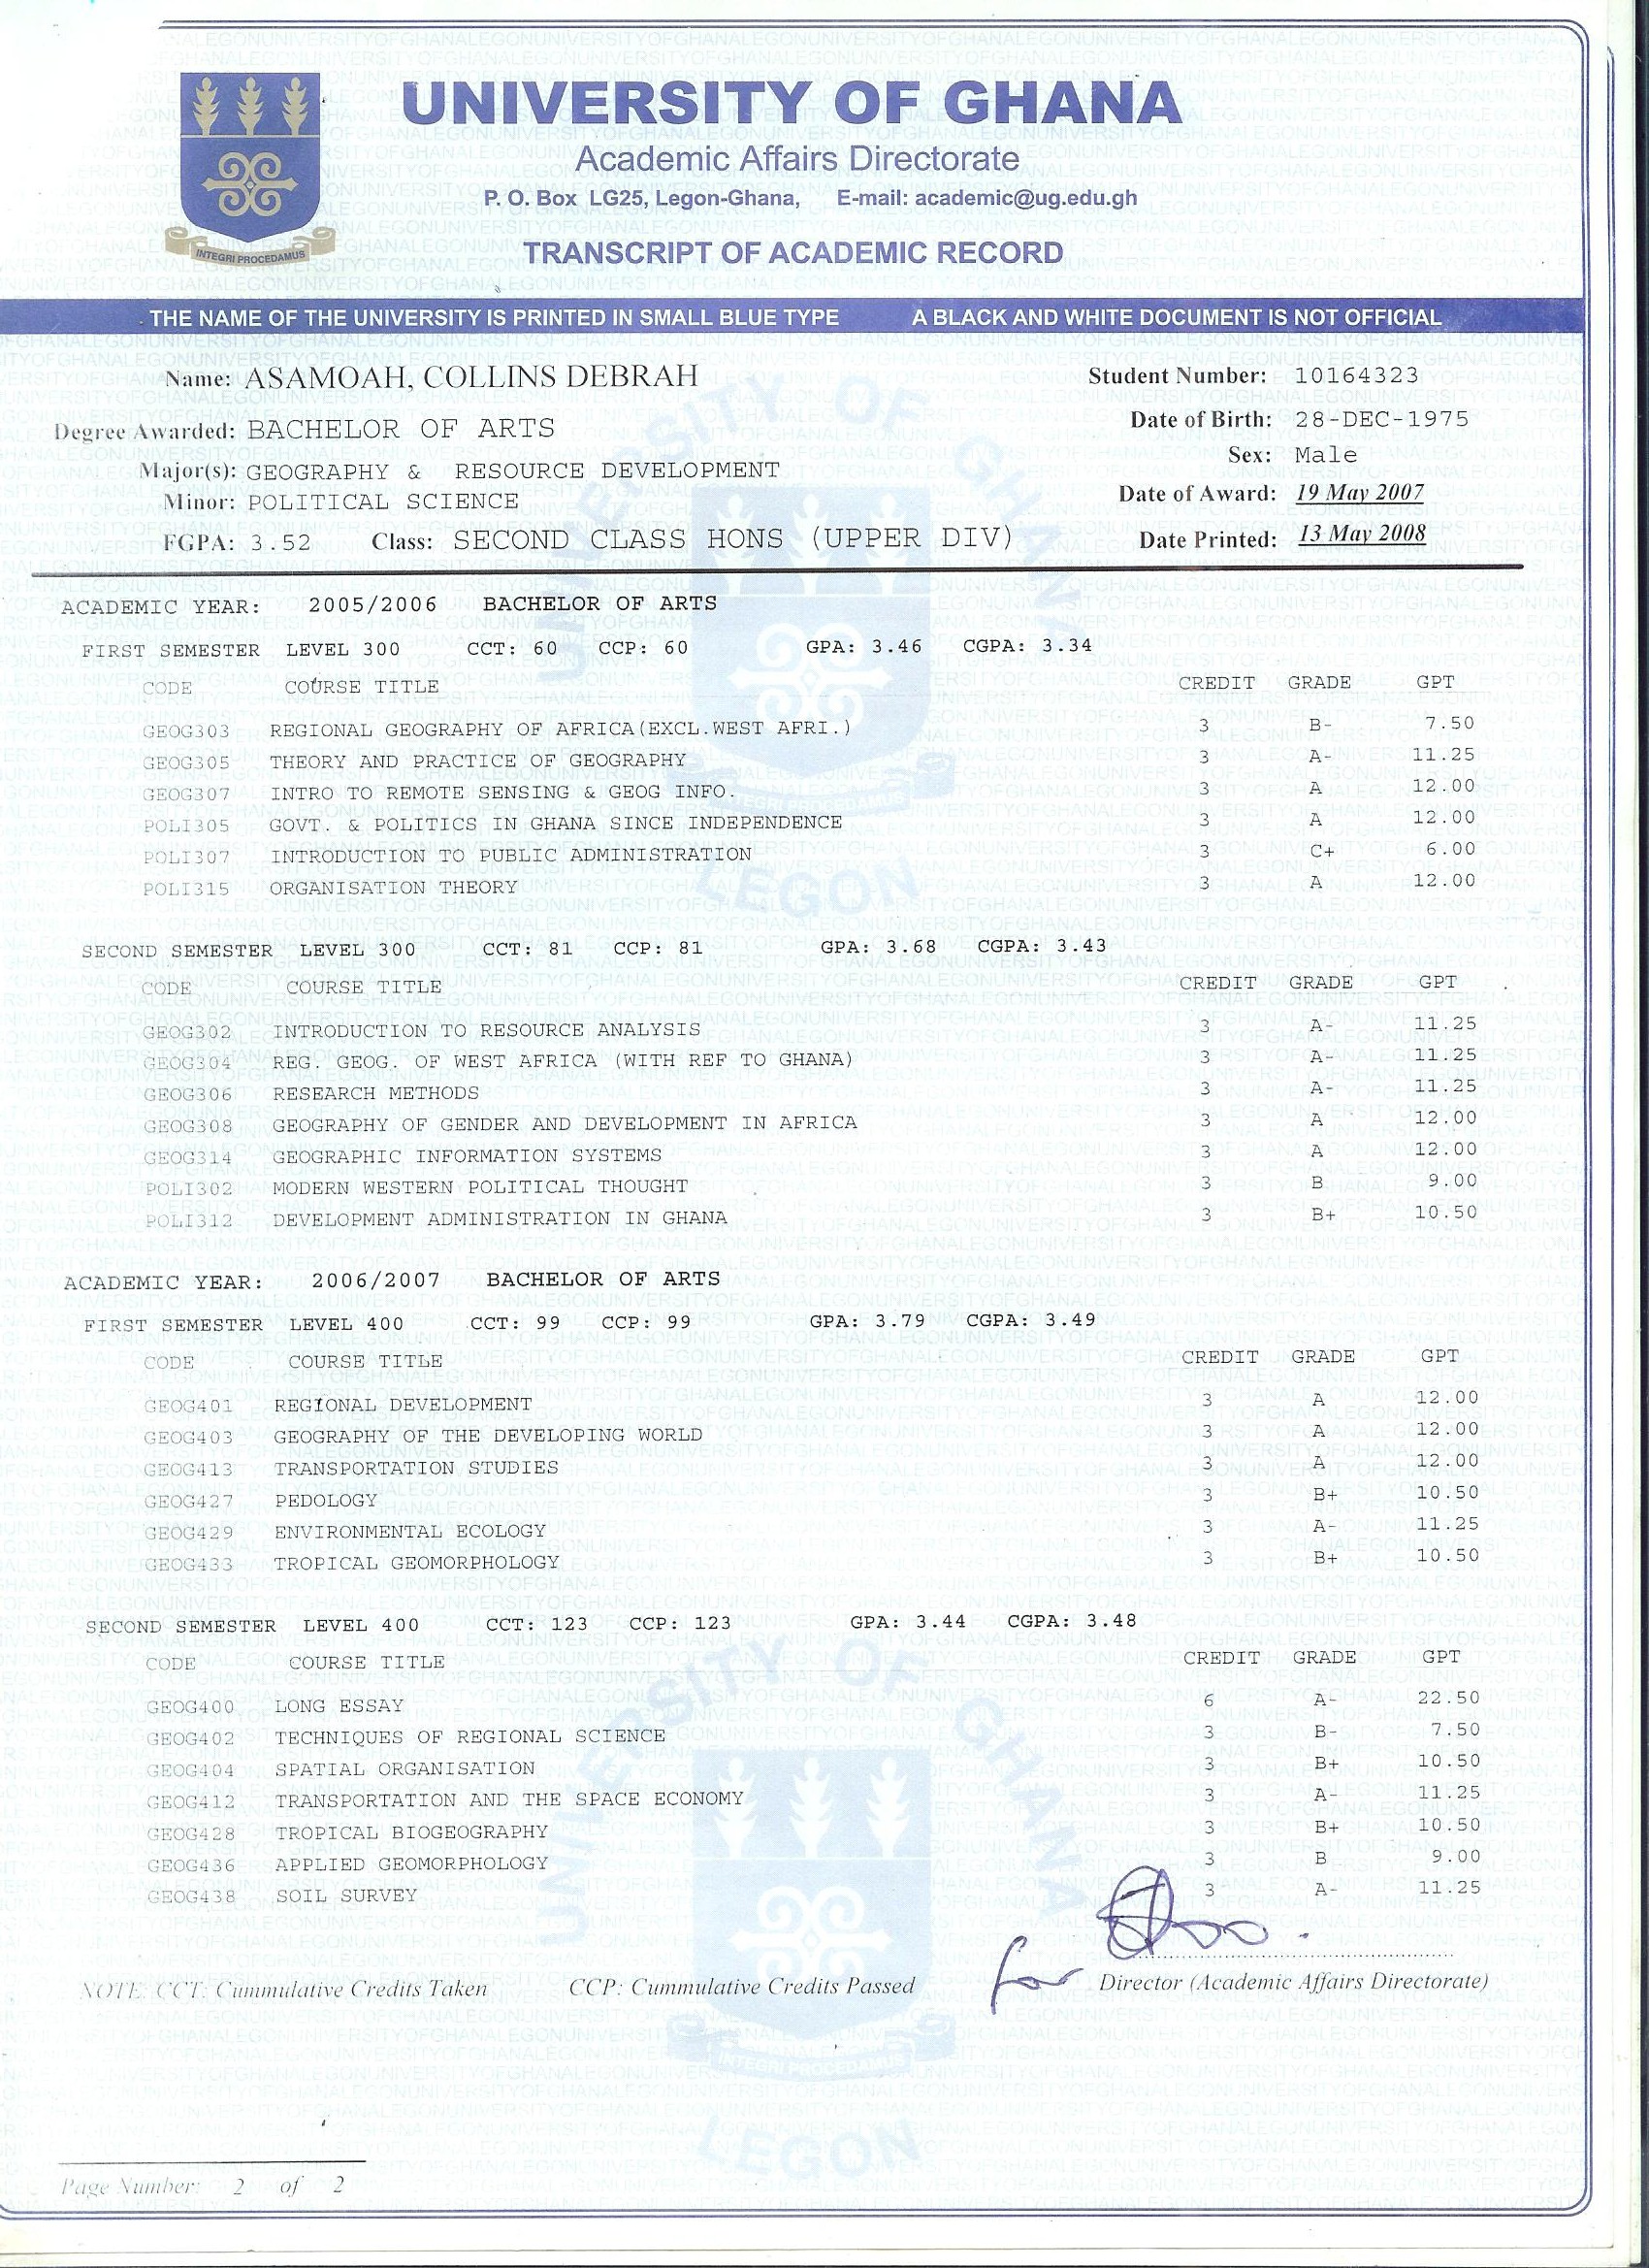 UNIVERSITY OF GHANA
Academic Affairs Directorate
P. O. Box LG25, Legon-Ghana, E-mail: academic@ug.edu.gh
INTEGRI PROCEDAMUS
TRANSCRIPT OF ACADEMIC RECORD
THE NAME OF THE UNIVERSITY IS PRINTED IN SMALL BLUE TYPE A BLACK AND WHITE DOCUMENT IS NOT OFFICIAL
Name: ASAMOAH, COLLINS DEBRAH Student Number: 10164323
Degree Awarded: BACHELOR OF ARTS Date of Birth: 28-DEC-1975
Major(s): GEOGRAPHY & RESOURCE DEVELOPMENT Sex: Male
Minor: POLITICAL SCIENCE Date of Award: 19 May 2007
FGPA: 3.52 Class: SECOND CLASS HONS (UPPER DIV) Date Printed: 13 May 2008
ACADEMIC YEAR: 2005/2006 BACHELOR OF ARTS
FIRST SEMESTER LEVEL 300 CCT: 60 CCP: 60 GPA: 3.46 CGPA: 3.34
CODE COURSE TITLE CREDIT GRADE GPT
GEOG303 REGIONAL GEOGRAPHY OF AFRICA(EXCL.WEST AFRI.) 3 B- 7.50
GEOG305 THEORY AND PRACTICE OF GEOGRAPHY 3 A- 11.25
GEOG307 INTRO TO REMOTE SENSING & GEOG INFO. 3 A 12.00
POLI305 GOVT. & POLITICS IN GHANA SINCE INDEPENDENCE 3 A 12.00
POLI307 INTRODUCTION TO PUBLIC ADMINISTRATION 3 C+ 6.00
POLI315 ORGANISATION THEORY 3 A 12.00
SECOND SEMESTER LEVEL 300 CCT: 81 CCP: 81 GPA: 3.68 CGPA: 3.43
CODE COURSE TITLE CREDIT GRADE GPT
GEOG302 INTRODUCTION TO RESOURCE ANALYSIS 3 A- 11.25
GEOG304 REG. GEOG. OF WEST AFRICA (WITH REF TO GHANA) 3 A- 11.25
GEOG306 RESEARCH METHODS 3 A- 11.25
GEOG308 GEOGRAPHY OF GENDER AND DEVELOPMENT IN AFRICA 3 A 12.00
GEOG314 GEOGRAPHIC INFORMATION SYSTEMS 3 A 12.00
POLI302 MODERN WESTERN POLITICAL THOUGHT 3 B 9.00
POLI312 DEVELOPMENT ADMINISTRATION IN GHANA 3 B+ 10.50
ACADEMIC YEAR: 2006/2007 BACHELOR OF ARTS
FIRST SEMESTER LEVEL 400 CCT: 99 CCP: 99 GPA: 3.79 CGPA: 3.49
CODE COURSE TITLE CREDIT GRADE GPT
GEOG401 REGIONAL DEVELOPMENT 3 A 12.00
GEOG403 GEOGRAPHY OF THE DEVELOPING WORLD 3 A 12.00
GEOG413 TRANSPORTATION STUDIES 3 A 12.00
GEOG427 PEDOLOGY 3 B+ 10.50
GEOG429 ENVIRONMENTAL ECOLOGY 3 A- 11.25
GEOG433 TROPICAL GEOMORPHOLOGY 3 B+ 10.50
SECOND SEMESTER LEVEL 400 CCT: 123 CCP: 123 GPA: 3.44 CGPA: 3.48
CODE COURSE TITLE CREDIT GRADE GPT
GEOG400 LONG ESSAY 6 A- 22.50
GEOG402 TECHNIQUES OF REGIONAL SCIENCE 3 B- 7.50
GEOG404 SPATIAL ORGANISATION 3 B+ 10.50
GEOG412 TRANSPORTATION AND THE SPACE ECONOMY 3 A- 11.25
GEOG428 TROPICAL BIOGEOGRAPHY 3 B+ 10.50
GEOG436 APPLIED GEOMORPHOLOGY 3 B 9.00
GEOG438 SOIL SURVEY 3 A- 11.25
for
NOTE: CCT: Cummulative Credits Taken CCP: Cummulative Credits Passed Director (Academic Affairs Directorate)
Page Number: 2 of 2